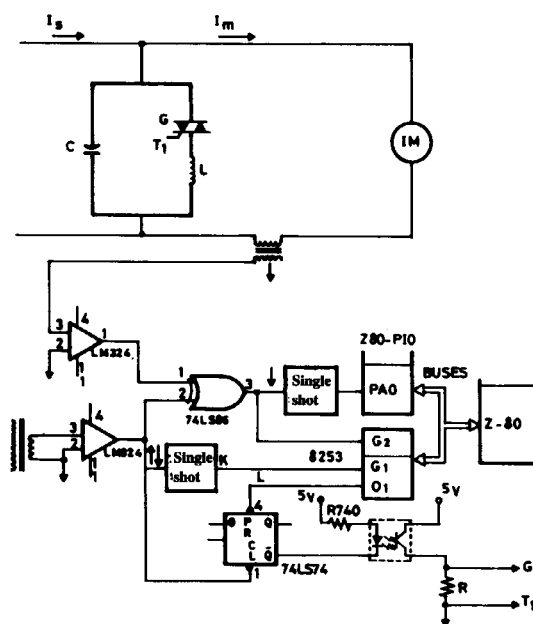 Is
Im
G
T1
C
L
IM
3
2
4
1
LM324
1
Z80-PIO
BUSES
1
2
3
74LS86
Single
shot
PA0
Z-80
3
2
4
LM324
1
Single
shot
K
8253
G2
G1
O1
L
4
5V
R740
5V
D
P
R
Q
C
L
Q̅
1
74LS74
G
R
T1